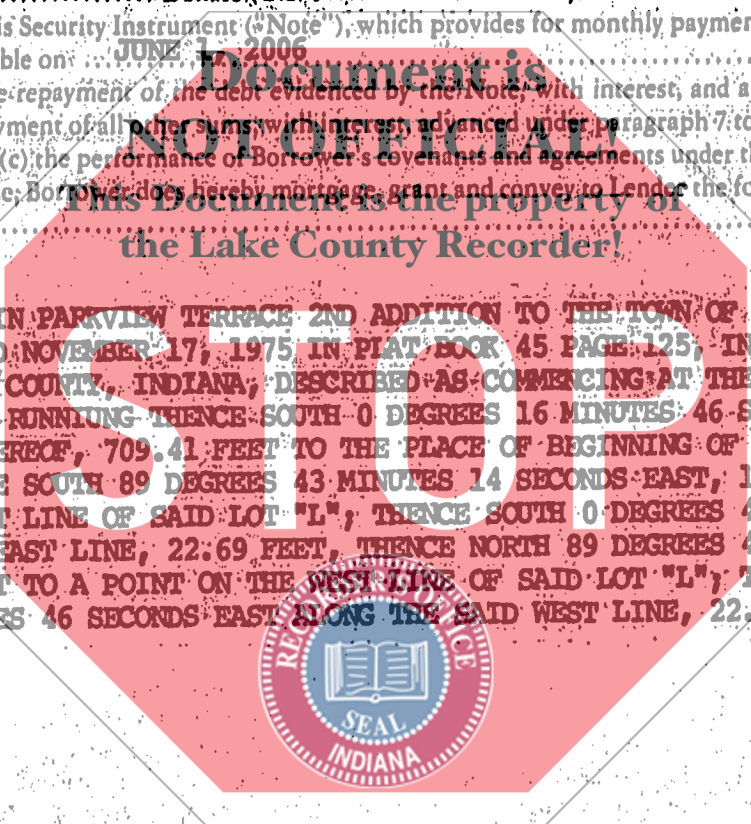 is Security Instrument ("Note"), which provides for monthly paymen
ble on .... JUNE 1, 2006
Document is
e repayment of the debt evidenced by the Note, with interest, and a
NOT OFFICIAL!
yment of all other sums, with interest, advanced under paragraph 7 to
(c) the performance of Borrower's covenants and agreements under th
e; Borrower does hereby mortgage, grant and convey to Lender the fo
This Document is the property of
the Lake County Recorder!
STOP
IN PARKVIEW TERRACE 2ND ADDITION TO THE TOWN OF
D NOVEMBER 17, 1975 IN PLAT BOOK 45 PAGE 125, IN
COUNTY, INDIANA, DESCRIBED AS COMMENCING AT THE
RUNNIUNG THENCE SOUTH 0 DEGREES 16 MINUTES 46 S
EREOF, 709.41 FEET TO THE PLACE OF BEGINNING OF
E SOUTH 89 DEGREES 43 MINUTES 14 SECONDS EAST, 1
T LINE OF SAID LOT "L"; THENCE SOUTH 0 DEGREES
EAST LINE, 22.69 FEET, THENCE NORTH 89 DEGREES 4
T TO A POINT ON THE WEST LINE OF SAID LOT "L"; T
ES 46 SECONDS EAST ALONG THE SAID WEST LINE, 22.
SEAL
INDIANA